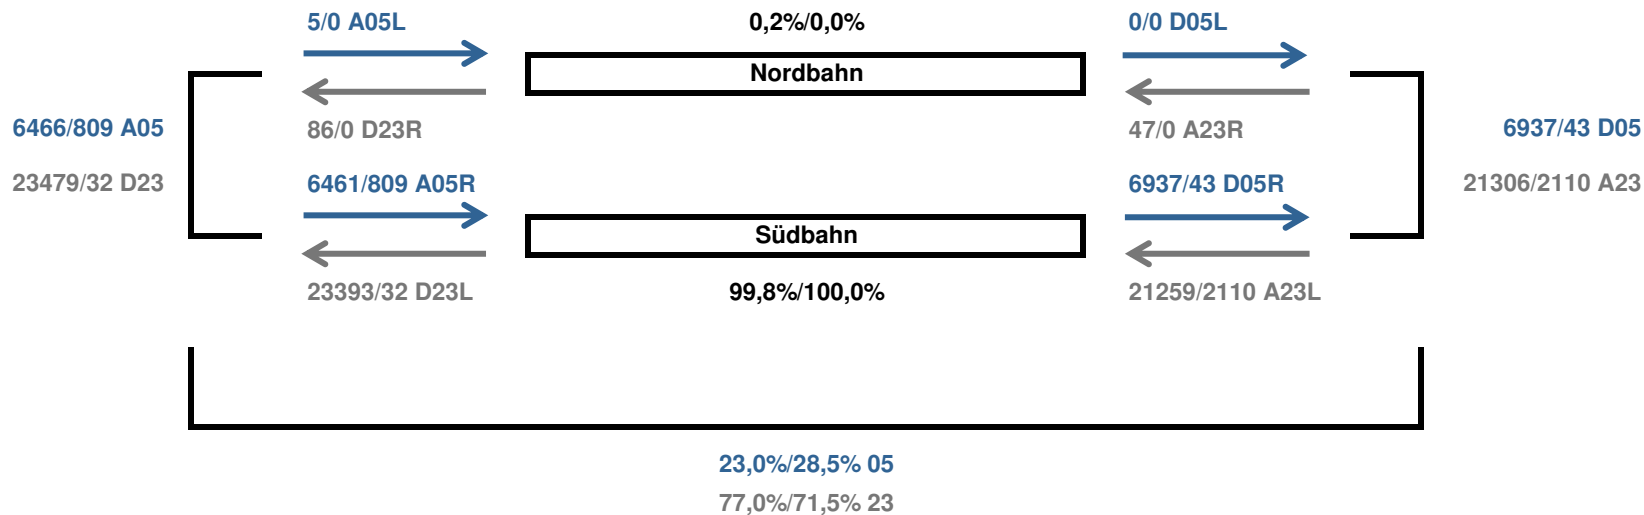 5/0 A05L
0,2%/0,0%
0/0 D05L
Nordbahn
6466/809 A05
86/0 D23R
47/0 A23R
6937/43 D05
23479/32 D23
6461/809 A05R
6937/43 D05R
21306/2110 A23
Südbahn
23393/32 D23L
99,8%/100,0%
21259/2110 A23L
23,0%/28,5% 05
77,0%/71,5% 23